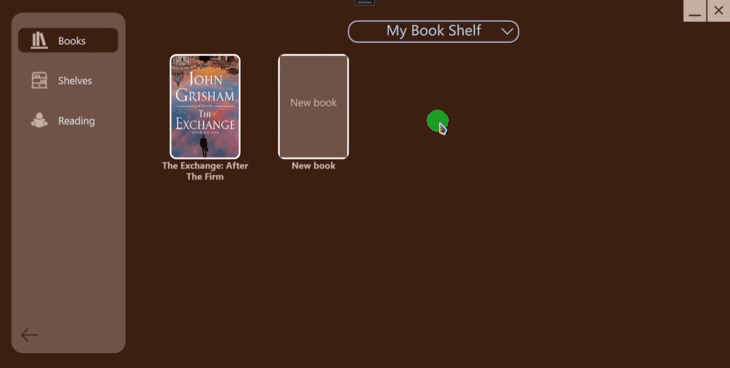 Books
Shelves
Reading
My Book Shelf
JOHN
GRISHAM
THE
EXCHANGE
The Exchange: After
The Firm
New book
New book